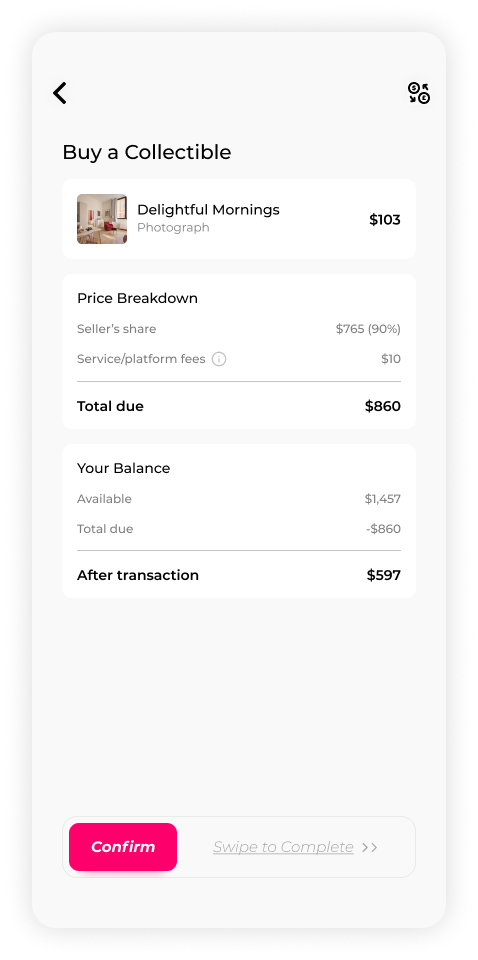 Buy a Collectible
Delightful Mornings
Photograph
$103
Price Breakdown
Seller’s share $765 (90%)
Service/platform fees $10
Total due $860
Your Balance
Available $1,457
Total due -$860
After transaction $597
Confirm Swipe to Complete